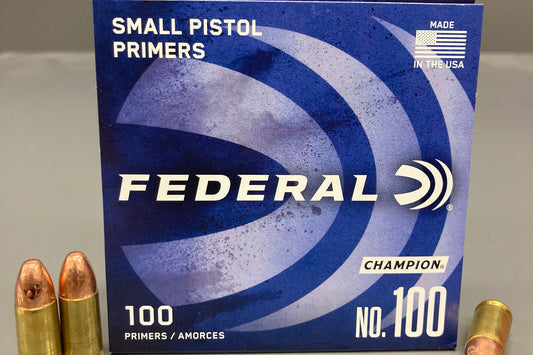 SMALL PISTOL
PRIMERS
MADE
IN THE USA
FEDERAL
®
CHAMPION®
100
PRIMERS / AMORCES
NO. 100